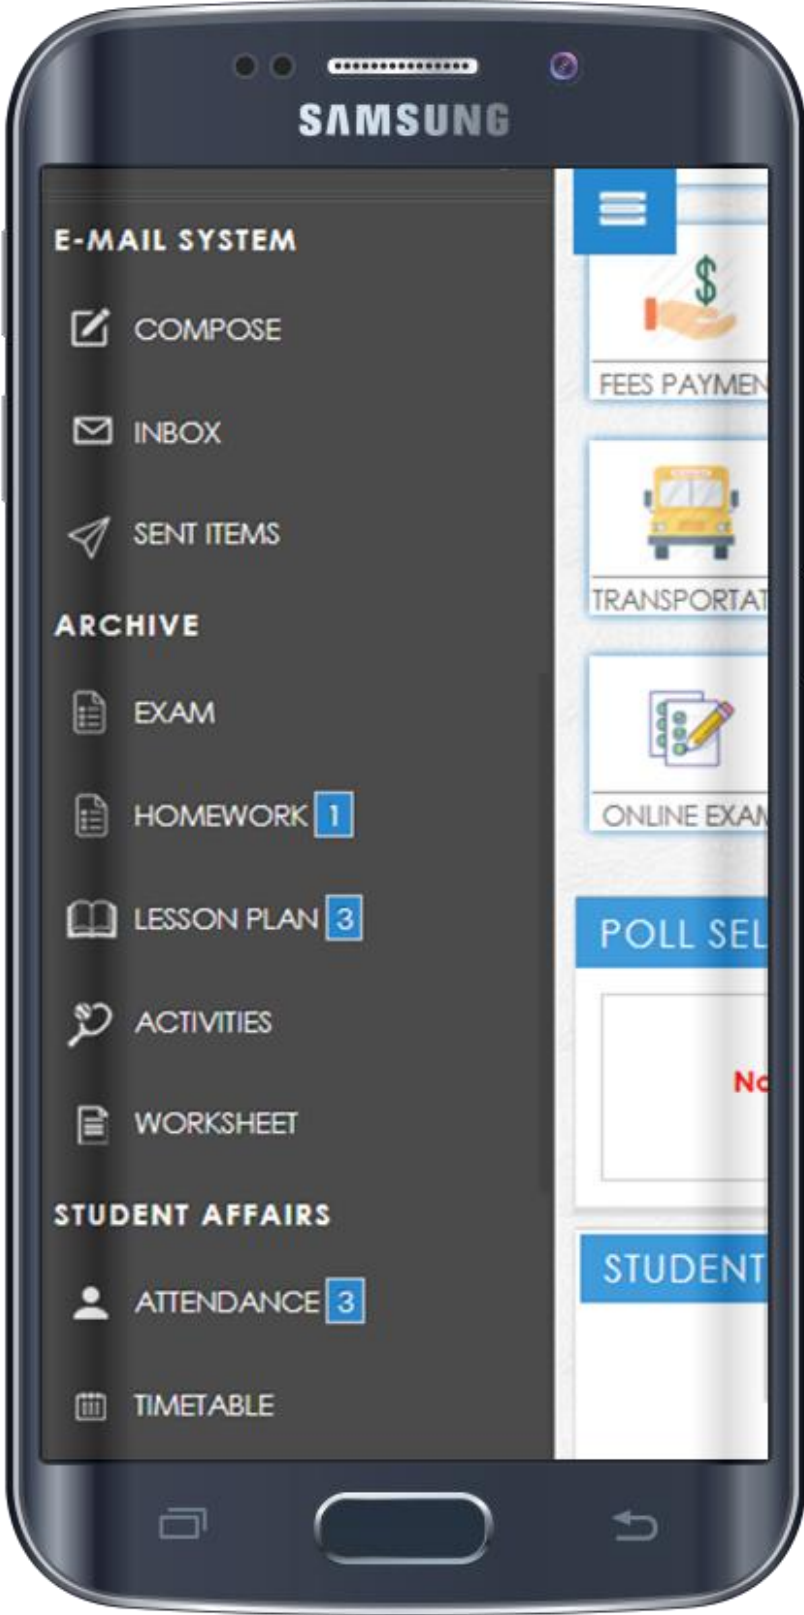 SAMSUNG
E-MAIL SYSTEM
COMPOSE
INBOX
SENT ITEMS
ARCHIVE
EXAM
HOMEWORK 1
LESSON PLAN 3
ACTIVITIES
WORKSHEET
STUDENT AFFAIRS
ATTENDANCE 3
TIMETABLE
$
FEES PAYMEN
TRANSPORTAT
ONLINE EXAM
POLL SEL
No
STUDENT